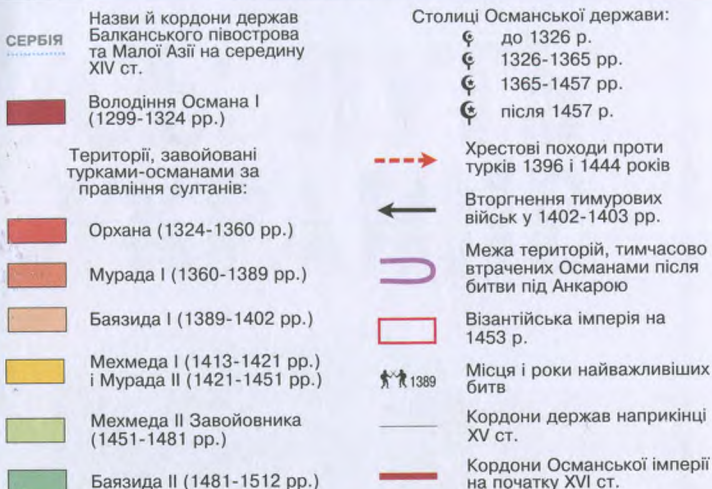 СЕРБІЯ
Назви й кордони держав
Балканського півострова
та Малої Азії на середину
XIV ст.
Володіння Османа I
(1299-1324 рр.)
Території, завойовані
турками-османами за
правління султанів:
Орхана (1324-1360 рр.)
Мурада I (1360-1389 рр.)
Баязида I (1389-1402 рр.)
Мехмеда I (1413-1421 рр.)
і Мурада II (1421-1451 рр.)
Мехмеда II Завойовника
(1451-1481 рр.)
Баязида II (1481-1512 рр.)
Столиці Османської держави:
до 1326 р.
1326-1365 рр.
1365-1457 рр.
після 1457 р.
Хрестові походи проти
турків 1396 і 1444 років
Вторгнення тимурових
військ у 1402-1403 рр.
Межа територій, тимчасово
втрачених Османами після
битви під Анкарою
Візантійська імперія на
1453 р.
1389
Місця і роки найважливіших
битв
Кордони держав наприкінці
XV ст.
Кордони Османської імперії
на початку XVI ст.